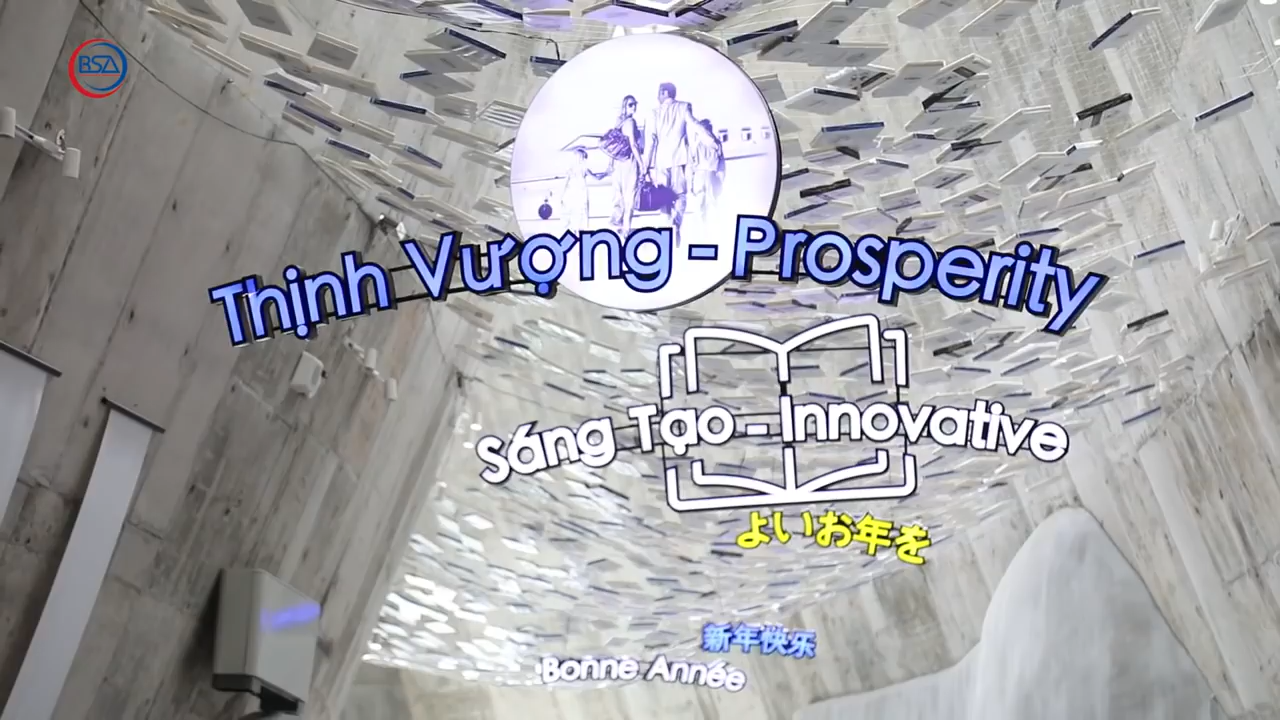 BSA
Thịnh Vượng - Prosperity
Sáng Tạo - Innovative
よいお年を
新年快乐
Bonne Année